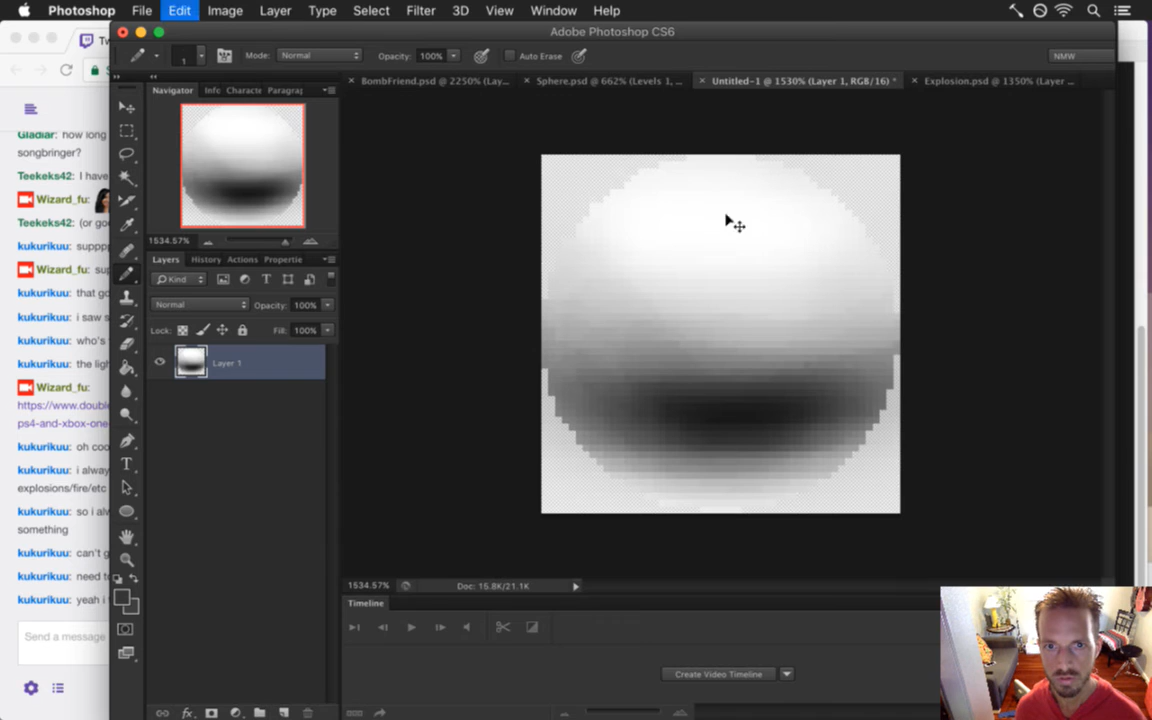 Photoshop File Edit Image Layer Type Select Filter 3D View Window Help
Adobe Photoshop CS6
1 Mode: Normal Opacity: 100% Auto Erase NMW
BombFriend.psd @ 2250% (Lay... Sphere.psd @ 662% (Levels 1, ... Untitled-1 @ 1530% (Layer 1, RGB/16) * Explosion.psd @ 1350% (Layer ...
Navigator Info Characte Paragraj
1534.57%
Layers History Actions Propertie
Kind
Normal Opacity: 100%
Lock: Fill: 100%
Layer 1
Gladiar: how long
songbringer?
Teekeks42: I have
Wizard_fu:
Teekeks42: (or go
kukurikuu: suppp
Wizard_fu: su
kukurikuu: that go
kukurikuu: i saw s
kukurikuu: who's
kukurikuu: the ligh
Wizard_fu:
https://www.doubl
ps4-and-xbox-one
kukurikuu: oh coo
kukurikuu: i alway
explosions/fire/etc
kukurikuu: so i alw
something
kukurikuu: can't g
kukurikuu: need t
kukurikuu: yeah i
Send a message
1534.57% Doc: 15.8K/21.1K
Timeline
Create Video Timeline